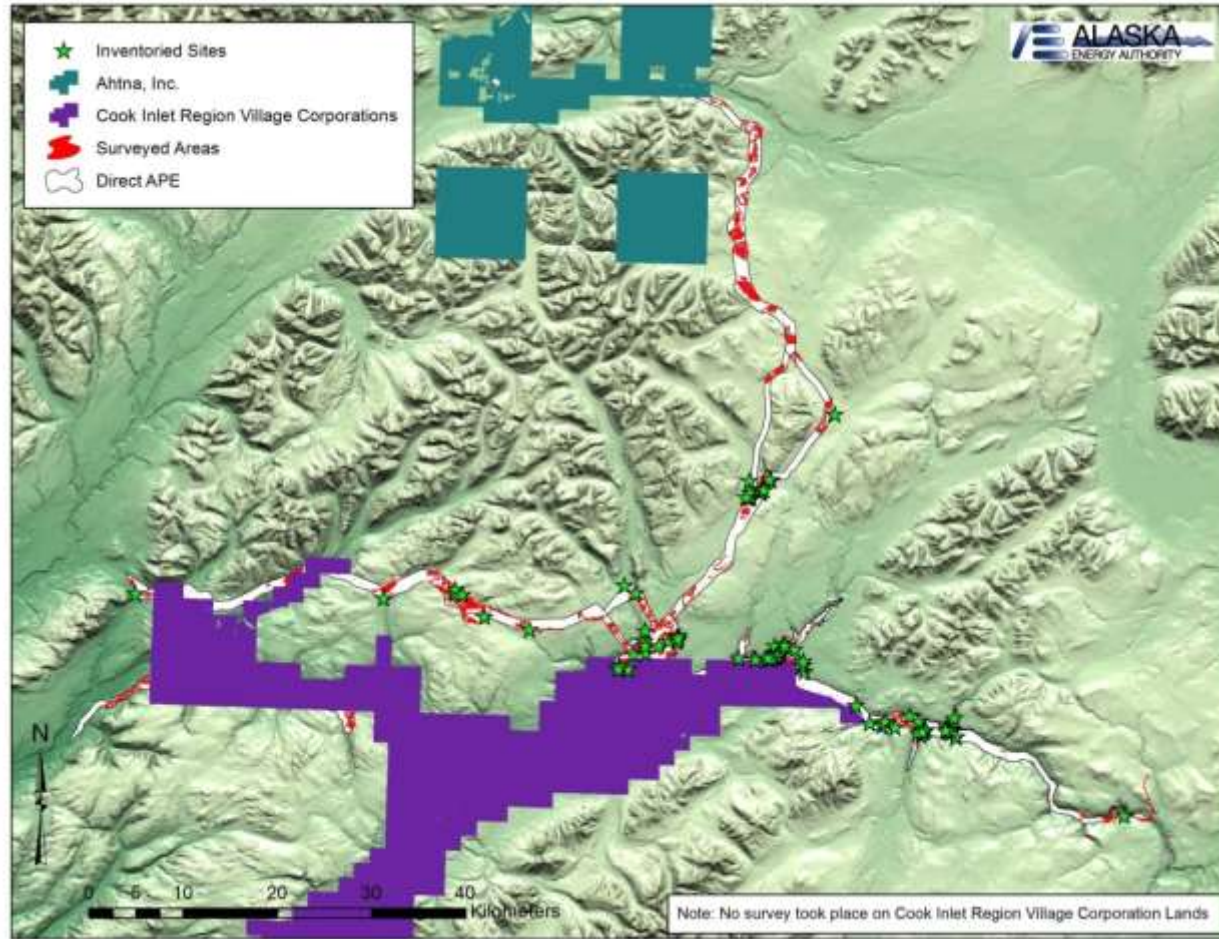 Inventoried Sites
Ahtna, Inc.
Cook Inlet Region Village Corporations
Surveyed Areas
Direct APE
ALASKA
ENERGY AUTHORITY
N
0 5 10 20 30 40
Kilometers
Note: No survey took place on Cook Inlet Region Village Corporation Lands